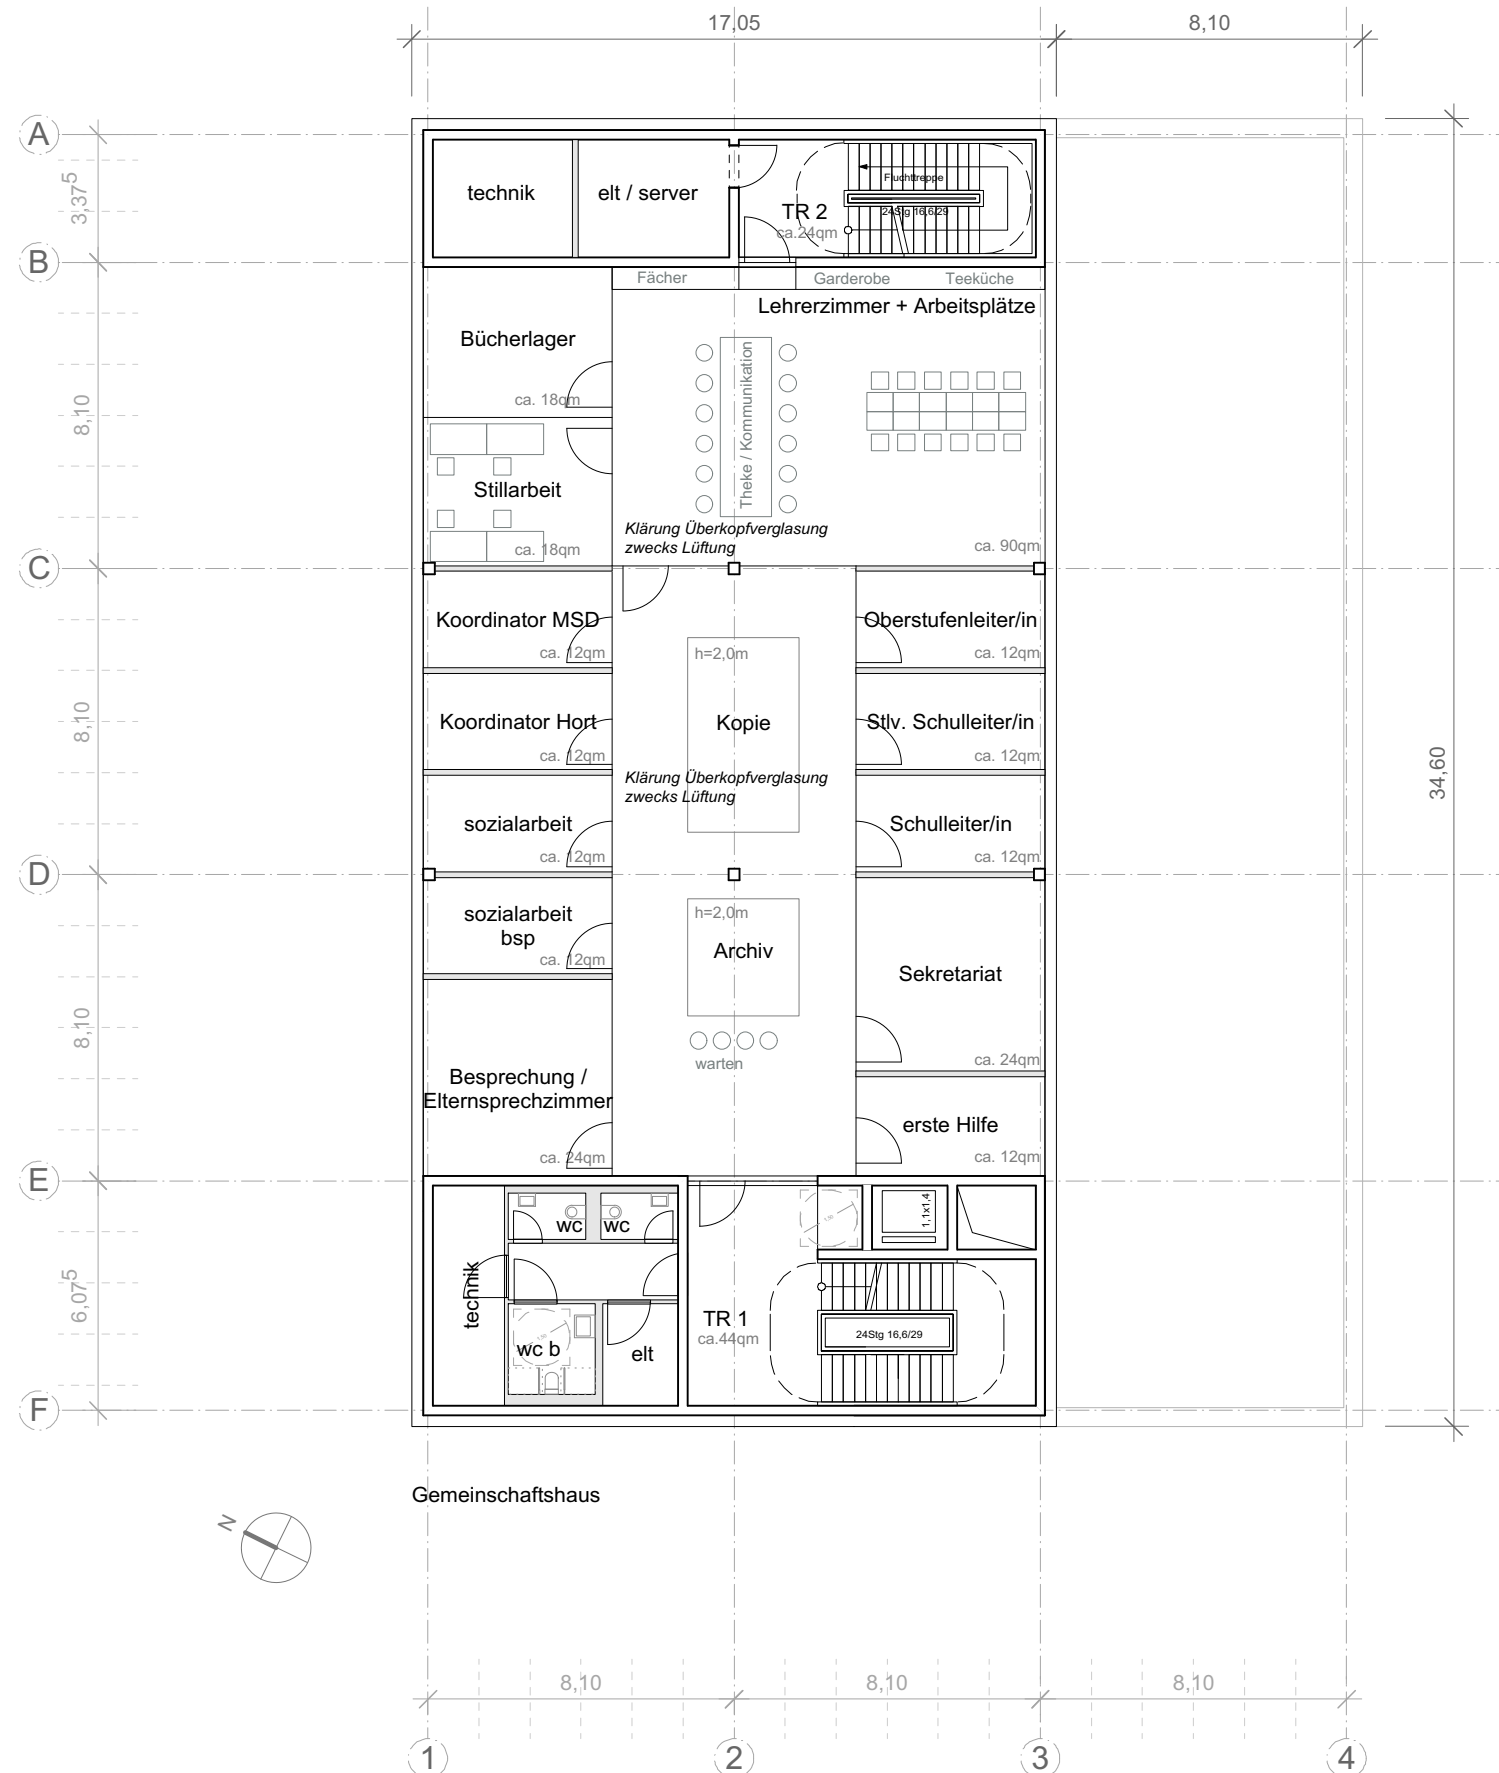 17,05
8,10
A
3,37⁵
technik
elt / server
Fluchttreppe
TR 2
ca.24qm
24Stg 16,6/29
B
Fächer
Garderobe
Teeküche
Lehrerzimmer + Arbeitsplätze
Bücherlager
ca. 18qm
8,10
Theke / Kommunikation
Stillarbeit
ca. 18qm
Klärung Überkopfverglasung
zwecks Lüftung
ca. 90qm
C
Koordinator MSD
ca. 12qm
h=2,0m
Oberstufenleiter/in
ca. 12qm
8,10
Koordinator Hort
ca. 12qm
Kopie
Stlv. Schulleiter/in
ca. 12qm
34,60
Klärung Überkopfverglasung
zwecks Lüftung
sozialarbeit
ca. 12qm
Schulleiter/in
ca. 12qm
D
sozialarbeit
bsp
ca. 12qm
h=2,0m
Archiv
Sekretariat
ca. 24qm
8,10
warten
Besprechung /
Elternsprechzimmer
ca. 24qm
erste Hilfe
ca. 12qm
E
wc
wc
1,50
1,1x1,4
6,07⁵
technik
1,50
wc b
elt
TR 1
ca.44qm
24Stg 16,6/29
F
Gemeinschaftshaus
N
8,10
8,10
8,10
1
2
3
4